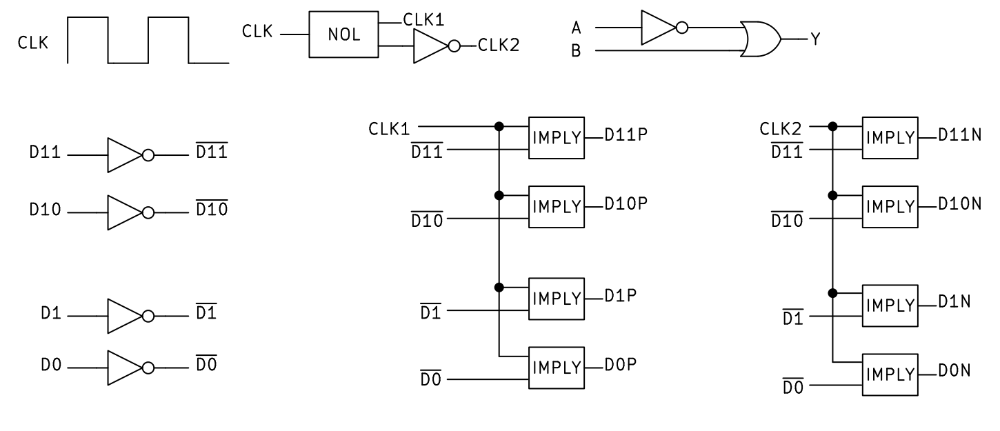 CLK
CLK NOL CLK1
CLK2
A
B
Y
D11 D̅1̅1̅
D10 D̅1̅0̅
D1 D̅1̅
D0 D̅0̅
CLK1 IMPLY D11P
D̅1̅1̅
IMPLY D10P
D̅1̅0̅
IMPLY D1P
D̅1̅
IMPLY D0P
D̅0̅
CLK2 IMPLY D11N
D̅1̅1̅
IMPLY D10N
D̅1̅0̅
IMPLY D1N
D̅1̅
IMPLY D0N
D̅0̅